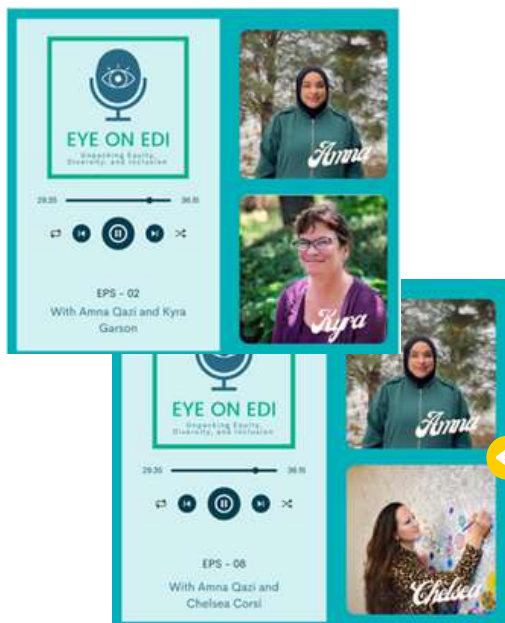 EYE ON EDI
Unpacking Equity,
Diversity, and Inclusion
29:35 36:15
EPS - 02
With Amna Qazi and Kyra
Garson
Amna
Kyra
EYE ON EDI
Unpacking Equity,
Diversity, and Inclusion
29:35 36:15
EPS - 08
With Amna Qazi and
Chelsea Corsi
Amna
Chelsea